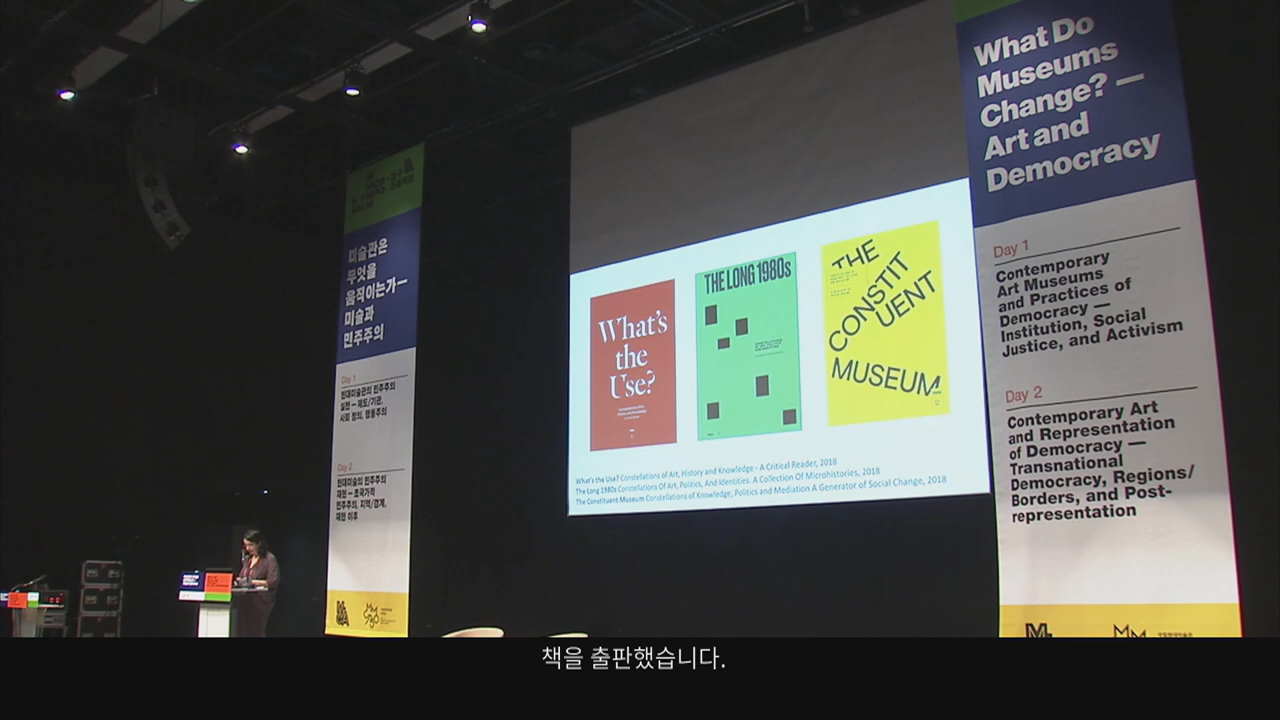 미술관은
무엇을
움직이는가—
미술과
민주주의
Day 1
현대미술관의 민주주의
실천 — 제도/기관,
사회 정의, 행동주의
Day 2
현대미술의 민주주의
재현 — 초국가적
민주주의, 지역/경계,
재현 이후
What's
the
Use?
THE LONG 1980s
THE
CONSTIT
UENT
MUSEUM
What's the Use? Constellations of Art, History and Knowledge - A Critical Reader, 2018
The Long 1980s Constellations Of Art, Politics, And Identities. A Collection Of Microhistories, 2018
The Constituent Museum Constellations of Knowledge, Politics and Mediation A Generator of Social Change, 2018
What Do
Museums
Change? —
Art and
Democracy
Day 1
Contemporary
Art Museums
and Practices of
Democracy —
Institution, Social
Justice, and Activism
Day 2
Contemporary Art
and Representation
of Democracy —
Transnational
Democracy, Regions/
Borders, and Post-
representation
국립현대미술관
책을 출판했습니다.